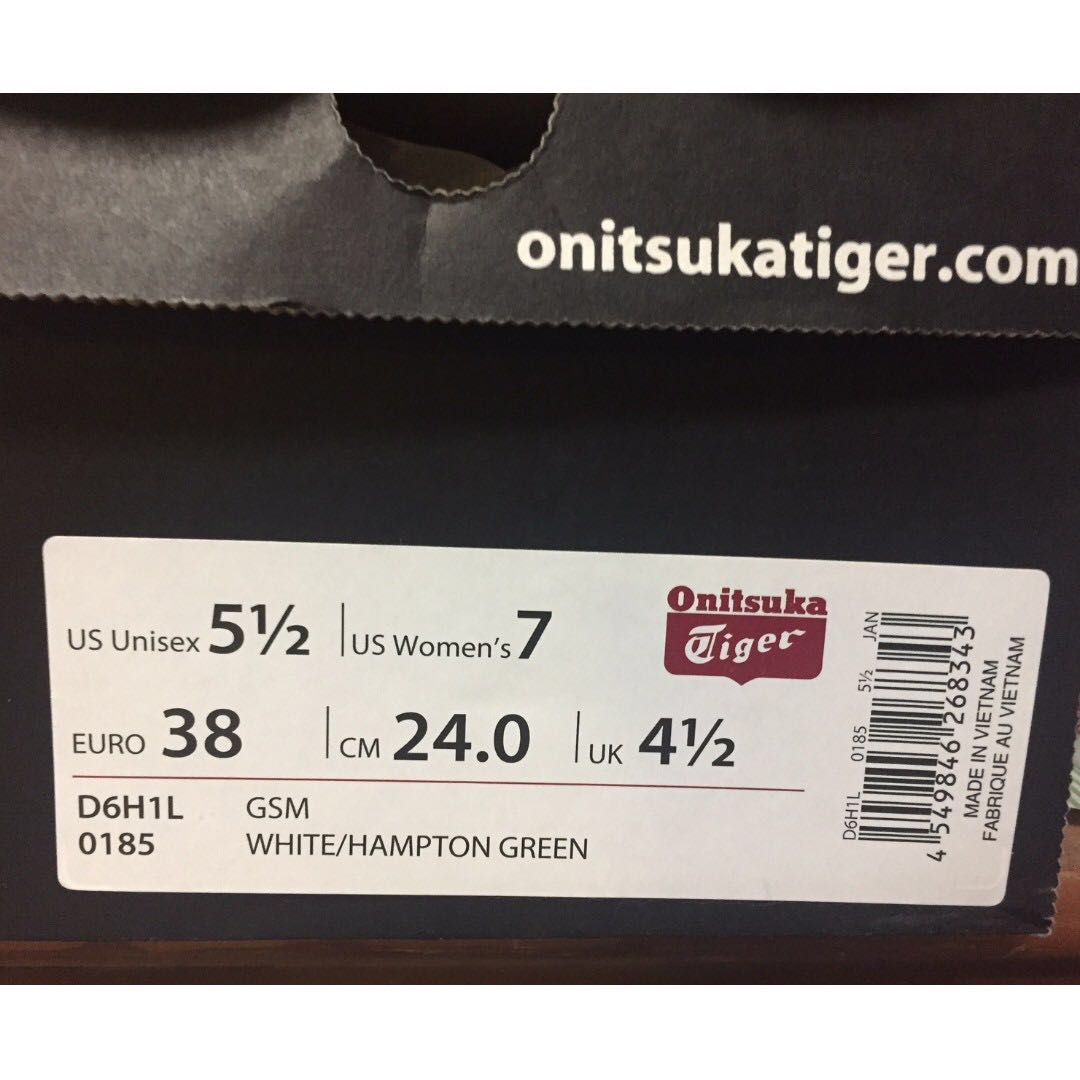 onitsukatiger.com
US Unisex 5½ | US Women's 7
Onitsuka
Tiger
EURO 38 | CM 24.0 | UK 4½
D6H1L GSM
0185 WHITE/HAMPTON GREEN
D6H1L 0185 5½ JAN
4 549846 268343
MADE IN VIETNAM
FABRIQUE AU VIETNAM